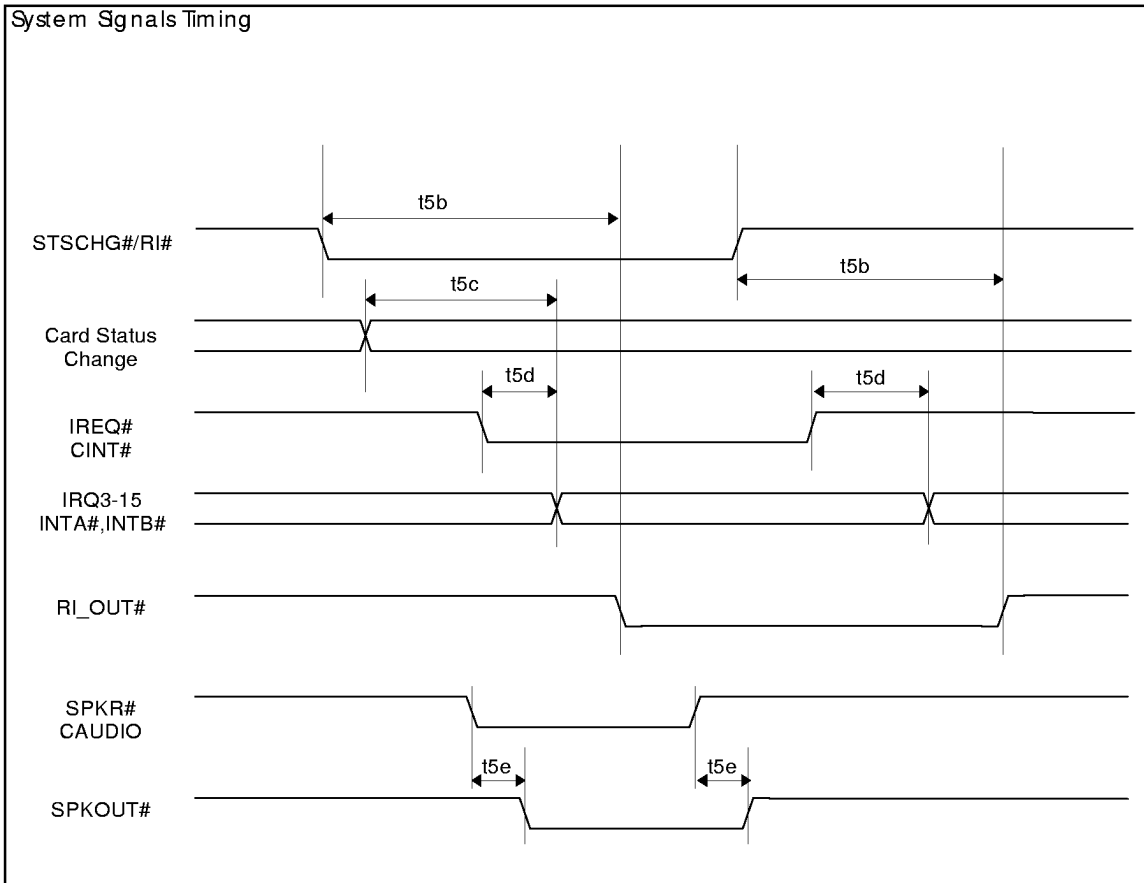 System Signals Timing
t5b
STSCHG#/RI#
t5b
t5c
Card Status
Change
t5d
t5d
IREQ#
CINT#
IRQ3-15
INTA#,INTB#
RI_OUT#
SPKR#
CAUDIO
t5e
t5e
SPKOUT#